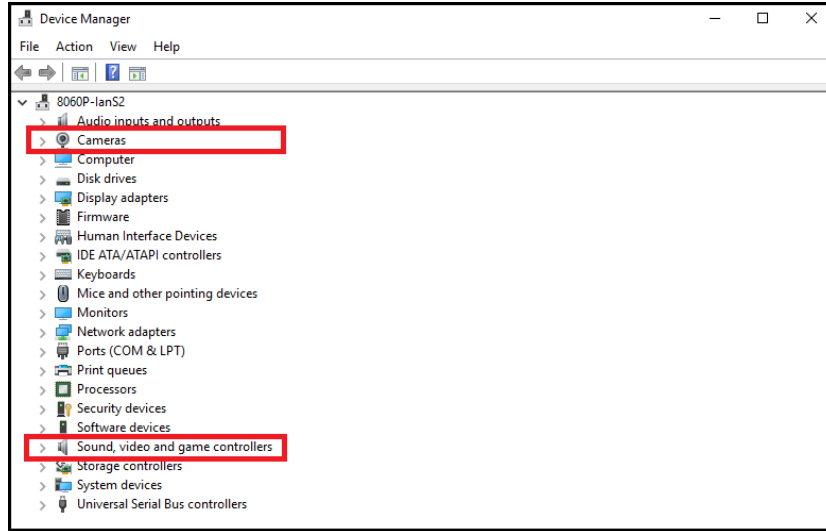 Device Manager
File Action View Help
8060P-IanS2
Audio inputs and outputs
Cameras
Computer
Disk drives
Display adapters
Firmware
Human Interface Devices
IDE ATA/ATAPI controllers
Keyboards
Mice and other pointing devices
Monitors
Network adapters
Ports (COM & LPT)
Print queues
Processors
Security devices
Software devices
Sound, video and game controllers
Storage controllers
System devices
Universal Serial Bus controllers